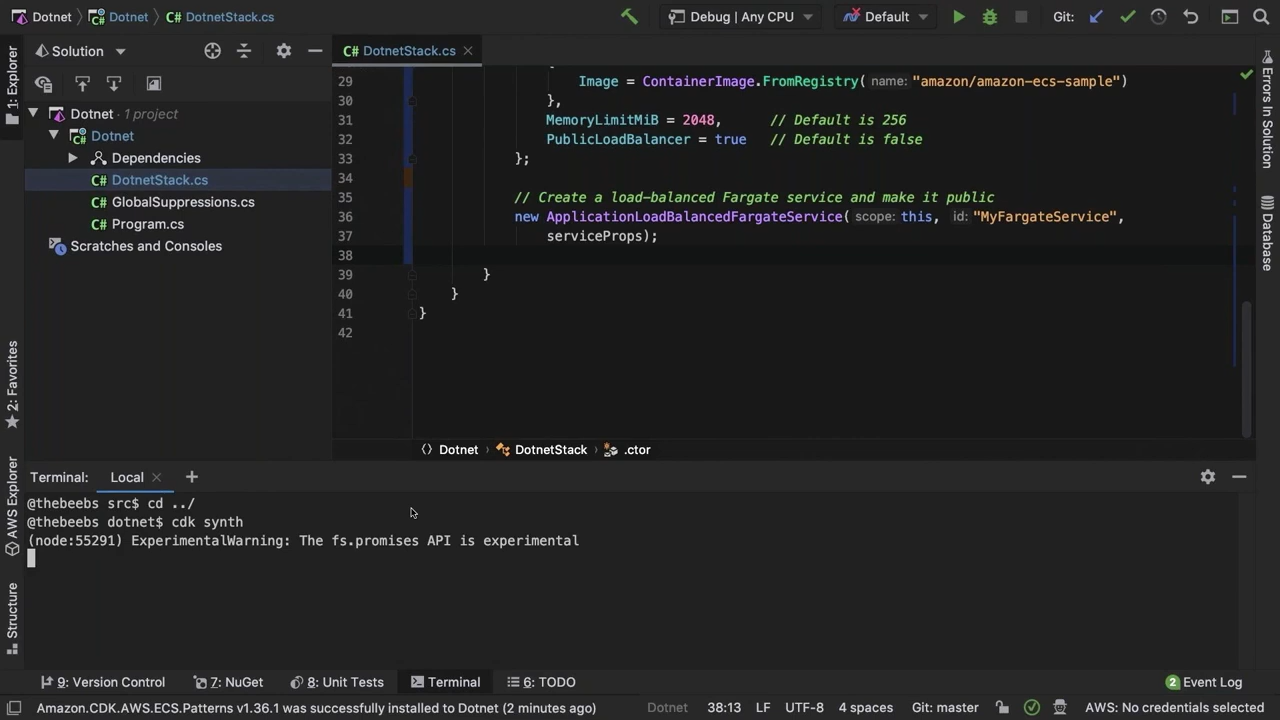 Dotnet › Dotnet › C# DotnetStack.cs
Debug | Any CPU
Default
Git:
1: Explorer
Solution
C# DotnetStack.cs
Dotnet 1 project
Dotnet
Dependencies
C# DotnetStack.cs
C# GlobalSuppressions.cs
C# Program.cs
Scratches and Consoles
29 Image = ContainerImage.FromRegistry( name: "amazon/amazon-ecs-sample")
30 },
31 MemoryLimitMiB = 2048, // Default is 256
32 PublicLoadBalancer = true // Default is false
33 };
34
35 // Create a load-balanced Fargate service and make it public
36 new ApplicationLoadBalancedFargateService( scope: this, id: "MyFargateService",
37 serviceProps);
38
39 }
40 }
41 }
42
Dotnet › DotnetStack › .ctor
Errors In Solution
Database
2: Favorites
AWS Explorer
Structure
Terminal: Local
@thebeebs src$ cd ../
@thebeebs dotnet$ cdk synth
(node:55291) ExperimentalWarning: The fs.promises API is experimental
9: Version Control
7: NuGet
8: Unit Tests
Terminal
6: TODO
2 Event Log
Amazon.CDK.AWS.ECS.Patterns v1.36.1 was successfully installed to Dotnet (2 minutes ago)
Dotnet
38:13
LF
UTF-8
4 spaces
Git: master
AWS: No credentials selected